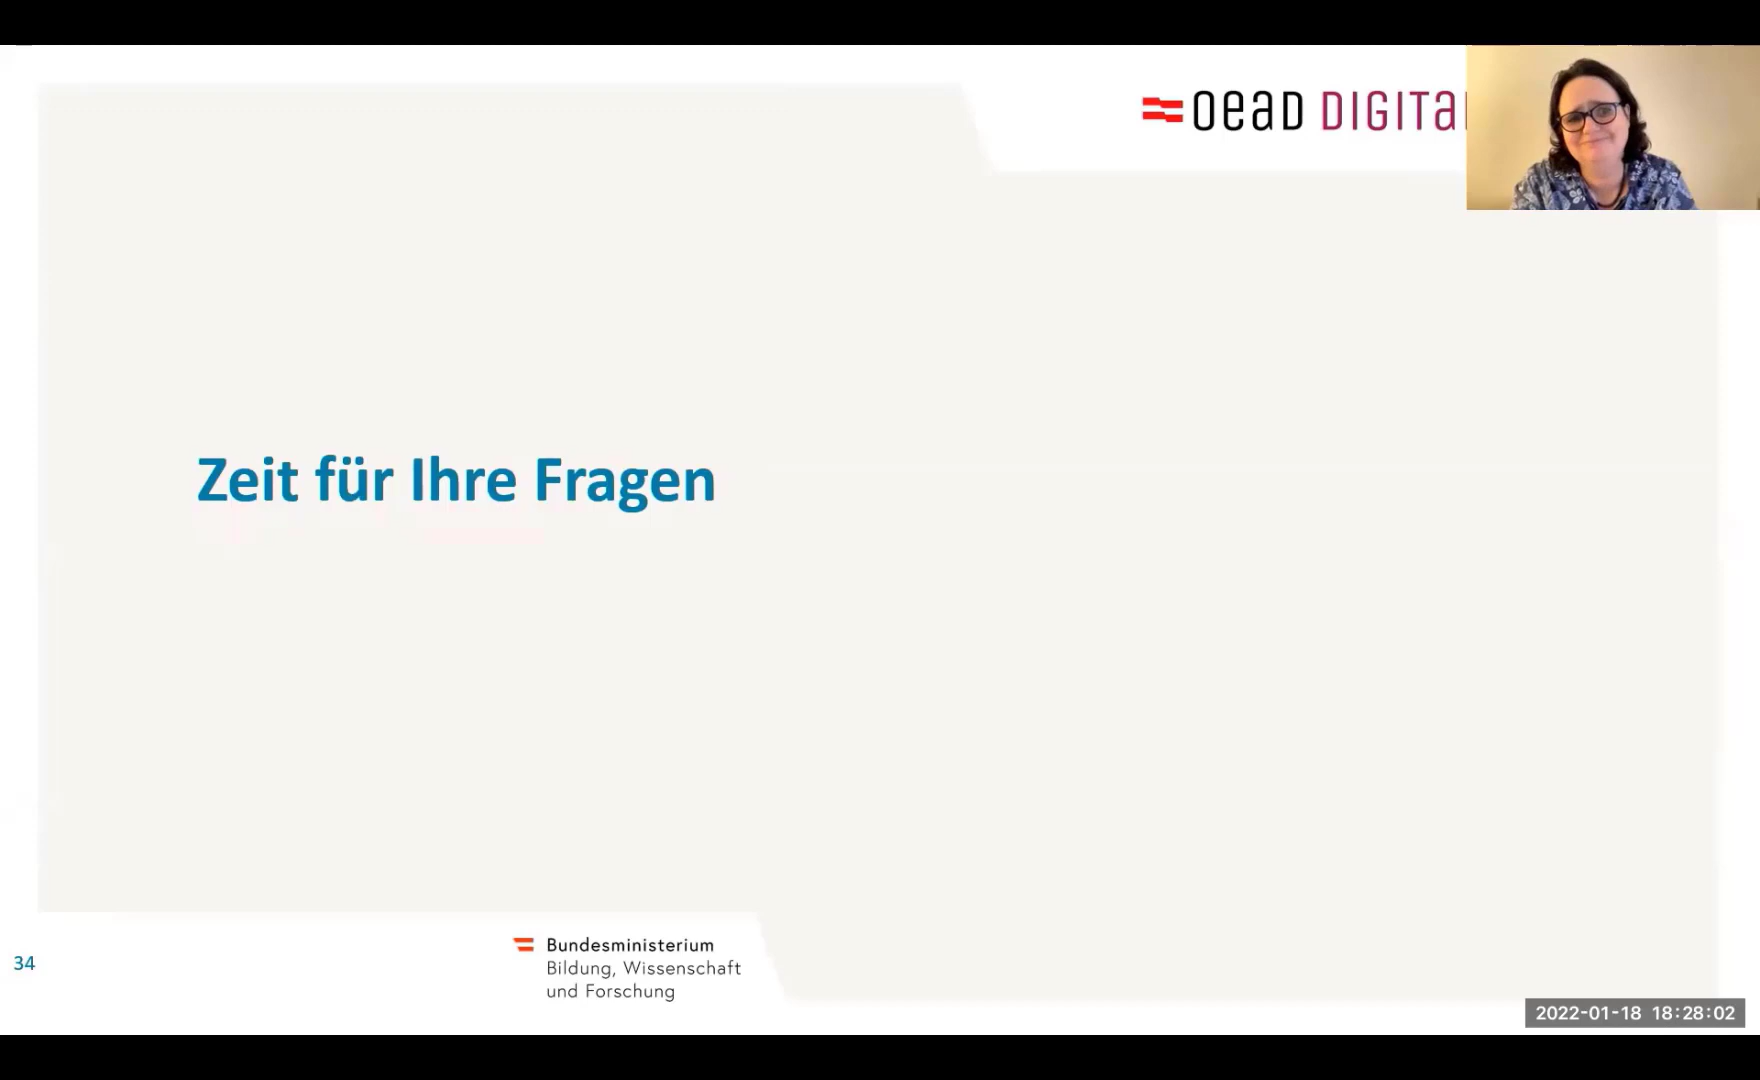 OeAD DIGITA
Zeit für Ihre Fragen
34
Bundesministerium
Bildung, Wissenschaft
und Forschung
2022-01-18 18:28:02